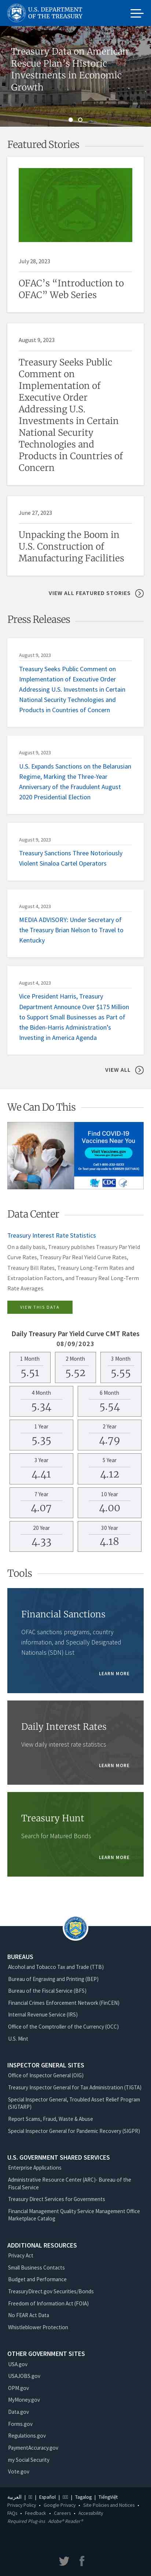 U.S. DEPARTMENT
OF THE TREASURY
Treasury Data on American
Rescue Plan's Historic
Investments in Economic
Growth
Featured Stories
July 28, 2023
OFAC's “Introduction to
OFAC” Web Series
August 9, 2023
Treasury Seeks Public
Comment on
Implementation of
Executive Order
Addressing U.S.
Investments in Certain
National Security
Technologies and
Products in Countries of
Concern
June 27, 2023
Unpacking the Boom in
U.S. Construction of
Manufacturing Facilities
VIEW ALL FEATURED STORIES
Press Releases
August 9, 2023
Treasury Seeks Public Comment on
Implementation of Executive Order
Addressing U.S. Investments in Certain
National Security Technologies and
Products in Countries of Concern
August 9, 2023
U.S. Expands Sanctions on the Belarusian
Regime, Marking the Three-Year
Anniversary of the Fraudulent August
2020 Presidential Election
August 9, 2023
Treasury Sanctions Three Notoriously
Violent Sinaloa Cartel Operators
August 4, 2023
MEDIA ADVISORY: Under Secretary of
the Treasury Brian Nelson to Travel to
Kentucky
August 4, 2023
Vice President Harris, Treasury
Department Announce Over $175 Million
to Support Small Businesses as Part of
the Biden-Harris Administration's
Investing in America Agenda
VIEW ALL
We Can Do This
Find COVID-19
Vaccines Near You
Visit Vaccines.gov
CDC
Data Center
Treasury Interest Rate Statistics
On a daily basis, Treasury publishes Treasury Par Yield
Curve Rates, Treasury Par Real Yield Curve Rates,
Treasury Bill Rates, Treasury Long-Term Rates and
Extrapolation Factors, and Treasury Real Long-Term
Rate Averages.
VIEW THIS DATA
Daily Treasury Par Yield Curve CMT Rates
08/09/2023
1 Month
5.51
2 Month
5.52
3 Month
5.55
4 Month
5.34
6 Month
5.54
1 Year
5.35
2 Year
4.79
3 Year
4.41
5 Year
4.12
7 Year
4.07
10 Year
4.00
20 Year
4.33
30 Year
4.18
Tools
Financial Sanctions
OFAC sanctions programs, country
information, and Specially Designated
Nationals (SDN) List
LEARN MORE
Daily Interest Rates
View daily interest rate statistics
LEARN MORE
Treasury Hunt
Search for Matured Bonds
LEARN MORE
BUREAUS
Alcohol and Tobacco Tax and Trade (TTB)
Bureau of Engraving and Printing (BEP)
Bureau of the Fiscal Service (BFS)
Financial Crimes Enforcement Network (FinCEN)
Internal Revenue Service (IRS)
Office of the Comptroller of the Currency (OCC)
U.S. Mint
INSPECTOR GENERAL SITES
Office of Inspector General (OIG)
Treasury Inspector General for Tax Administration (TIGTA)
Special Inspector General, Troubled Asset Relief Program
(SIGTARP)
Report Scams, Fraud, Waste & Abuse
Special Inspector General for Pandemic Recovery (SIGPR)
U.S. GOVERNMENT SHARED SERVICES
Enterprise Applications
Administrative Resource Center (ARC)- Bureau of the
Fiscal Service
Treasury Direct Services for Governments
Financial Management Quality Service Management Office
Marketplace Catalog
ADDITIONAL RESOURCES
Privacy Act
Small Business Contacts
Budget and Performance
TreasuryDirect.gov Securities/Bonds
Freedom of Information Act (FOIA)
No FEAR Act Data
Whistleblower Protection
OTHER GOVERNMENT SITES
USA.gov
USAJOBS.gov
OPM.gov
MyMoney.gov
Data.gov
Forms.gov
Regulations.gov
PaymentAccuracy.gov
my Social Security
Vote.gov
العربية | Español | Tagalog | TiếngViệt
Privacy Policy • Google Privacy • Site Policies and Notices •
FAQs • Feedback • Careers • Accessibility
Required Plug-ins Adobe® Reader®